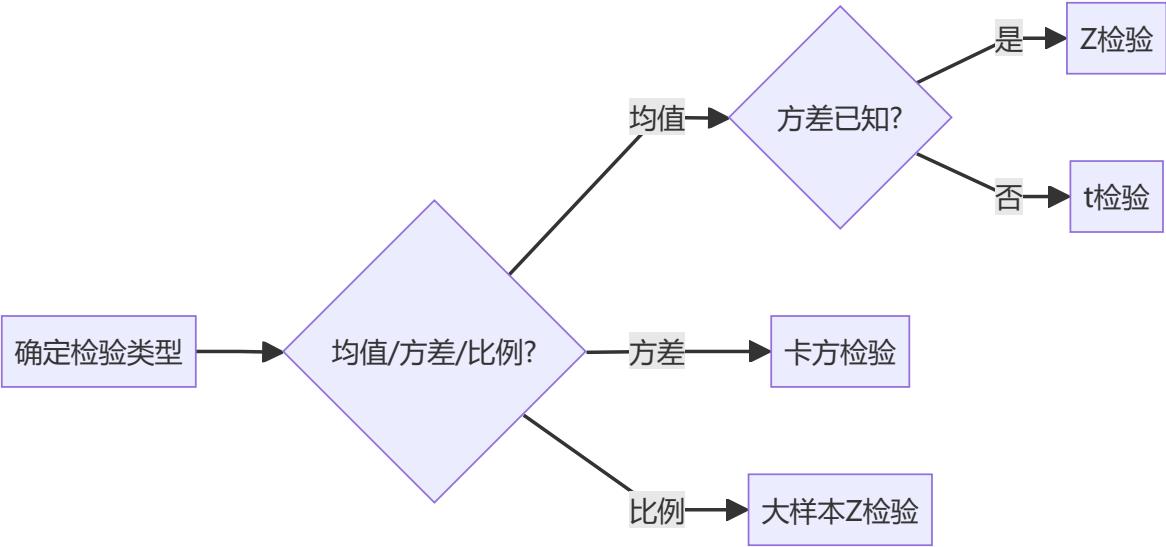 确定检验类型
均值/方差/比例?
均值
方差已知?
是
Z检验
否
t检验
方差
卡方检验
比例
大样本Z检验